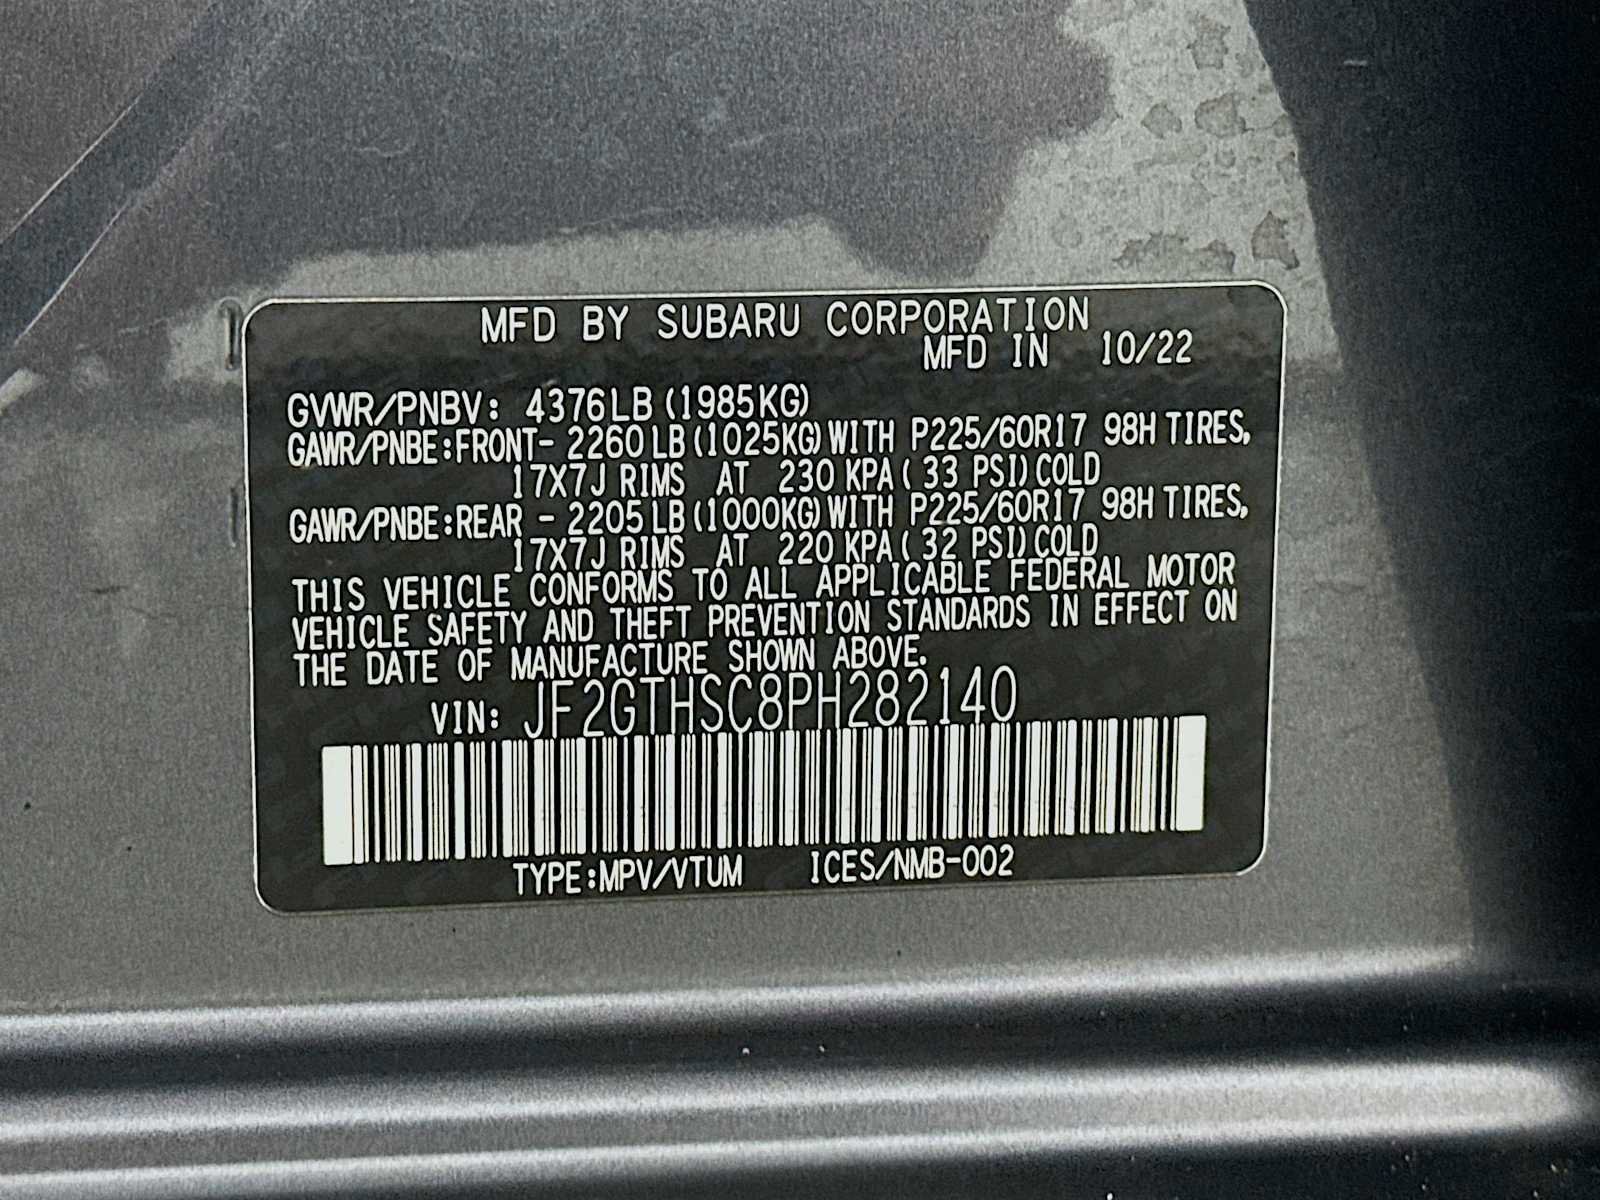 MFD BY SUBARU CORPORATION
MFD IN 10/22
GVWR/PNBV: 4376LB (1985KG)
GAWR/PNBE:FRONT- 2260 LB (1025KG) WITH P225/60R17 98H TIRES,
17X7J RIMS AT 230 KPA ( 33 PSI) COLD
GAWR/PNBE:REAR - 2205 LB (1000KG) WITH P225/60R17 98H TIRES,
17X7J RIMS AT 220 KPA ( 32 PSI) COLD
THIS VEHICLE CONFORMS TO ALL APPLICABLE FEDERAL MOTOR
VEHICLE SAFETY AND THEFT PREVENTION STANDARDS IN EFFECT ON
THE DATE OF MANUFACTURE SHOWN ABOVE.
VIN: JF2GTHSC8PH282140
TYPE:MPV/VTUM ICES/NMB-002